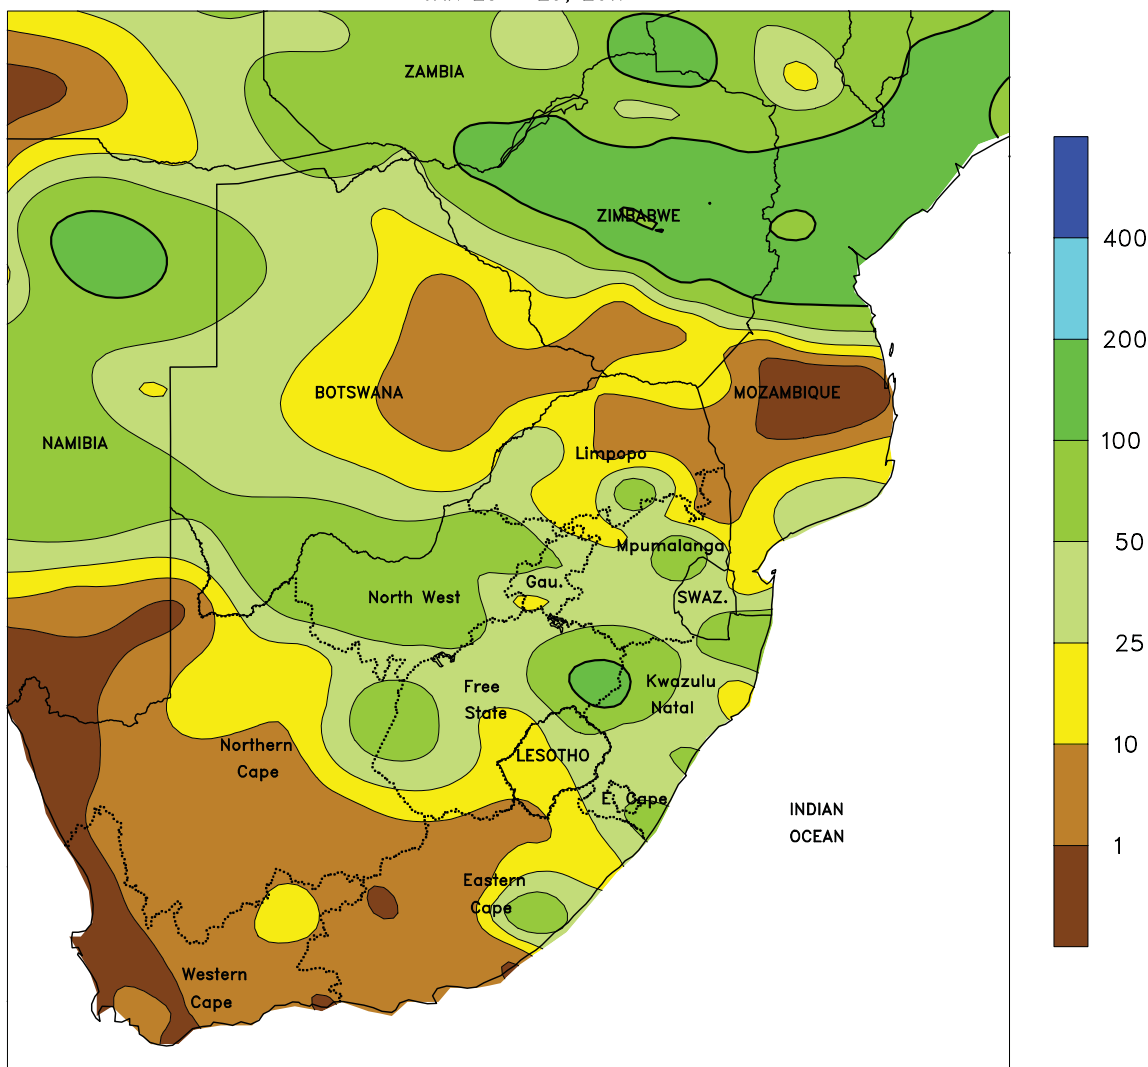 ZAMBIA
ZIMBABWE
BOTSWANA
MOZAMBIQUE
NAMIBIA
Limpopo
Mpumalanga
Gau.
North West
SWAZ.
Free
State
Kwazulu
Natal
Northern
Cape
LESOTHO
E. Cape
INDIAN
OCEAN
Eastern
Cape
Western
Cape
400
200
100
50
25
10
1